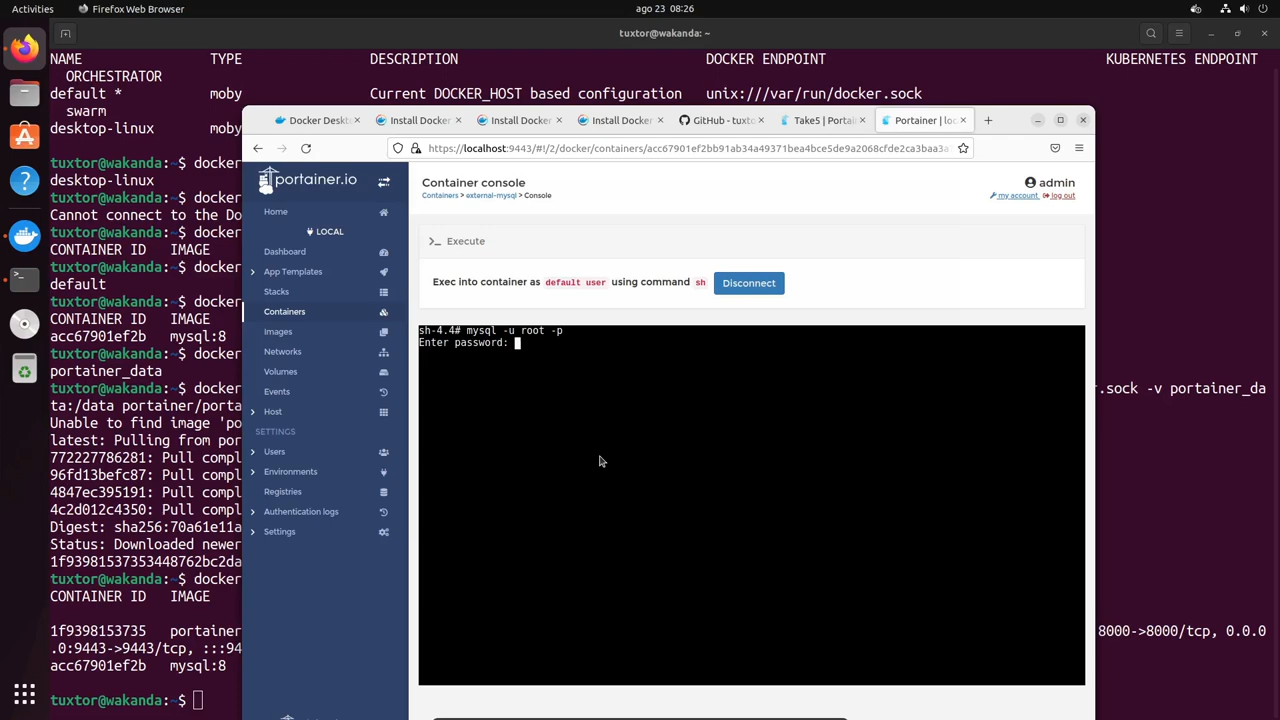 Activities
Firefox Web Browser
ago 23 08:26
tuxtor@wakanda: ~
NAME TYPE DESCRIPTION DOCKER ENDPOINT KUBERNETES ENDPOINT
ORCHESTRATOR
default * moby Current DOCKER_HOST based configuration unix:///var/run/docker.sock
swarm
desktop-linux moby
tuxtor@wakanda:~$ docker
desktop-linux
tuxtor@wakanda:~$ docker
Cannot connect to the Do
tuxtor@wakanda:~$ docker
CONTAINER ID IMAGE
tuxtor@wakanda:~$ docker
default
tuxtor@wakanda:~$ docker
CONTAINER ID IMAGE
acc67901ef2b mysql:8
tuxtor@wakanda:~$ docker
portainer_data
tuxtor@wakanda:~$ docker r.sock -v portainer_da
ta:/data portainer/porta
Unable to find image 'po
latest: Pulling from por
772227786281: Pull compl
96fd13befc87: Pull compl
4847ec395191: Pull compl
4c2d012c4350: Pull compl
Digest: sha256:70a61e11a
Status: Downloaded newer
1f93981537353448762bc2da
tuxtor@wakanda:~$ docker
CONTAINER ID IMAGE
1f9398153735 portainer 8000->8000/tcp, 0.0.0
.0:9443->9443/tcp, :::94
acc67901ef2b mysql:8
tuxtor@wakanda:~$
Docker Deskt
Install Docker
Install Docker
Install Docker
GitHub - tuxto
Take5 | Portain
Portainer | loc
https://localhost:9443/#!/2/docker/containers/acc67901ef2bb91ab34a49371bea4bce5de9a2068cfde2ca3baa3a
portainer.io
Home
LOCAL
Dashboard
App Templates
Stacks
Containers
Images
Networks
Volumes
Events
Host
SETTINGS
Users
Environments
Registries
Authentication logs
Settings
Container console
Containers > external-mysql > Console
admin
my account log out
>_ Execute
Exec into container as default user using command sh Disconnect
sh-4.4# mysql -u root -p
Enter password: